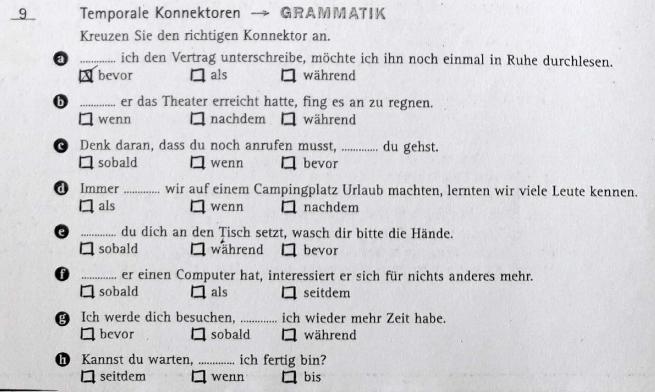 9 Temporale Konnektoren → GRAMMATIK
Kreuzen Sie den richtigen Konnektor an.
a ............ ich den Vertrag unterschreibe, möchte ich ihn noch einmal in Ruhe durchlesen.
☒ bevor ☐ als ☐ während
b ............ er das Theater erreicht hatte, fing es an zu regnen.
☐ wenn ☐ nachdem ☐ während
c Denk daran, dass du noch anrufen musst, ............ du gehst.
☐ sobald ☐ wenn ☐ bevor
d Immer ............ wir auf einem Campingplatz Urlaub machten, lernten wir viele Leute kennen.
☐ als ☐ wenn ☐ nachdem
e ............ du dich an den Tisch setzt, wasch dir bitte die Hände.
☐ sobald ☐ während ☐ bevor
f ............ er einen Computer hat, interessiert er sich für nichts anderes mehr.
☐ sobald ☐ als ☐ seitdem
g Ich werde dich besuchen, ............ ich wieder mehr Zeit habe.
☐ bevor ☐ sobald ☐ während
h Kannst du warten, ............ ich fertig bin?
☐ seitdem ☐ wenn ☐ bis